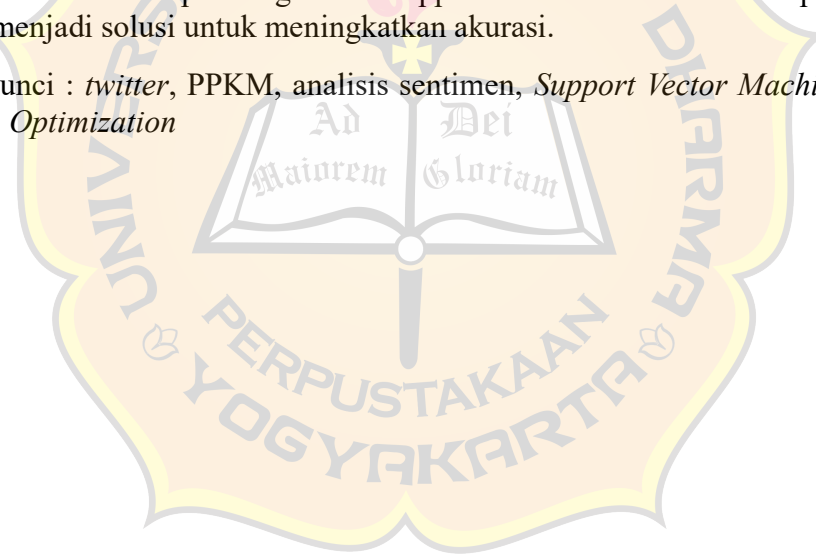 menjadi solusi untuk meningkatkan akurasi.
unci : twitter, PPKM, analisis sentimen, Support Vector Machi
Optimization
Ad Dei
Maiorem Gloriam
PERPUSTAKAAN
YOGYAKARTA
DHARMA